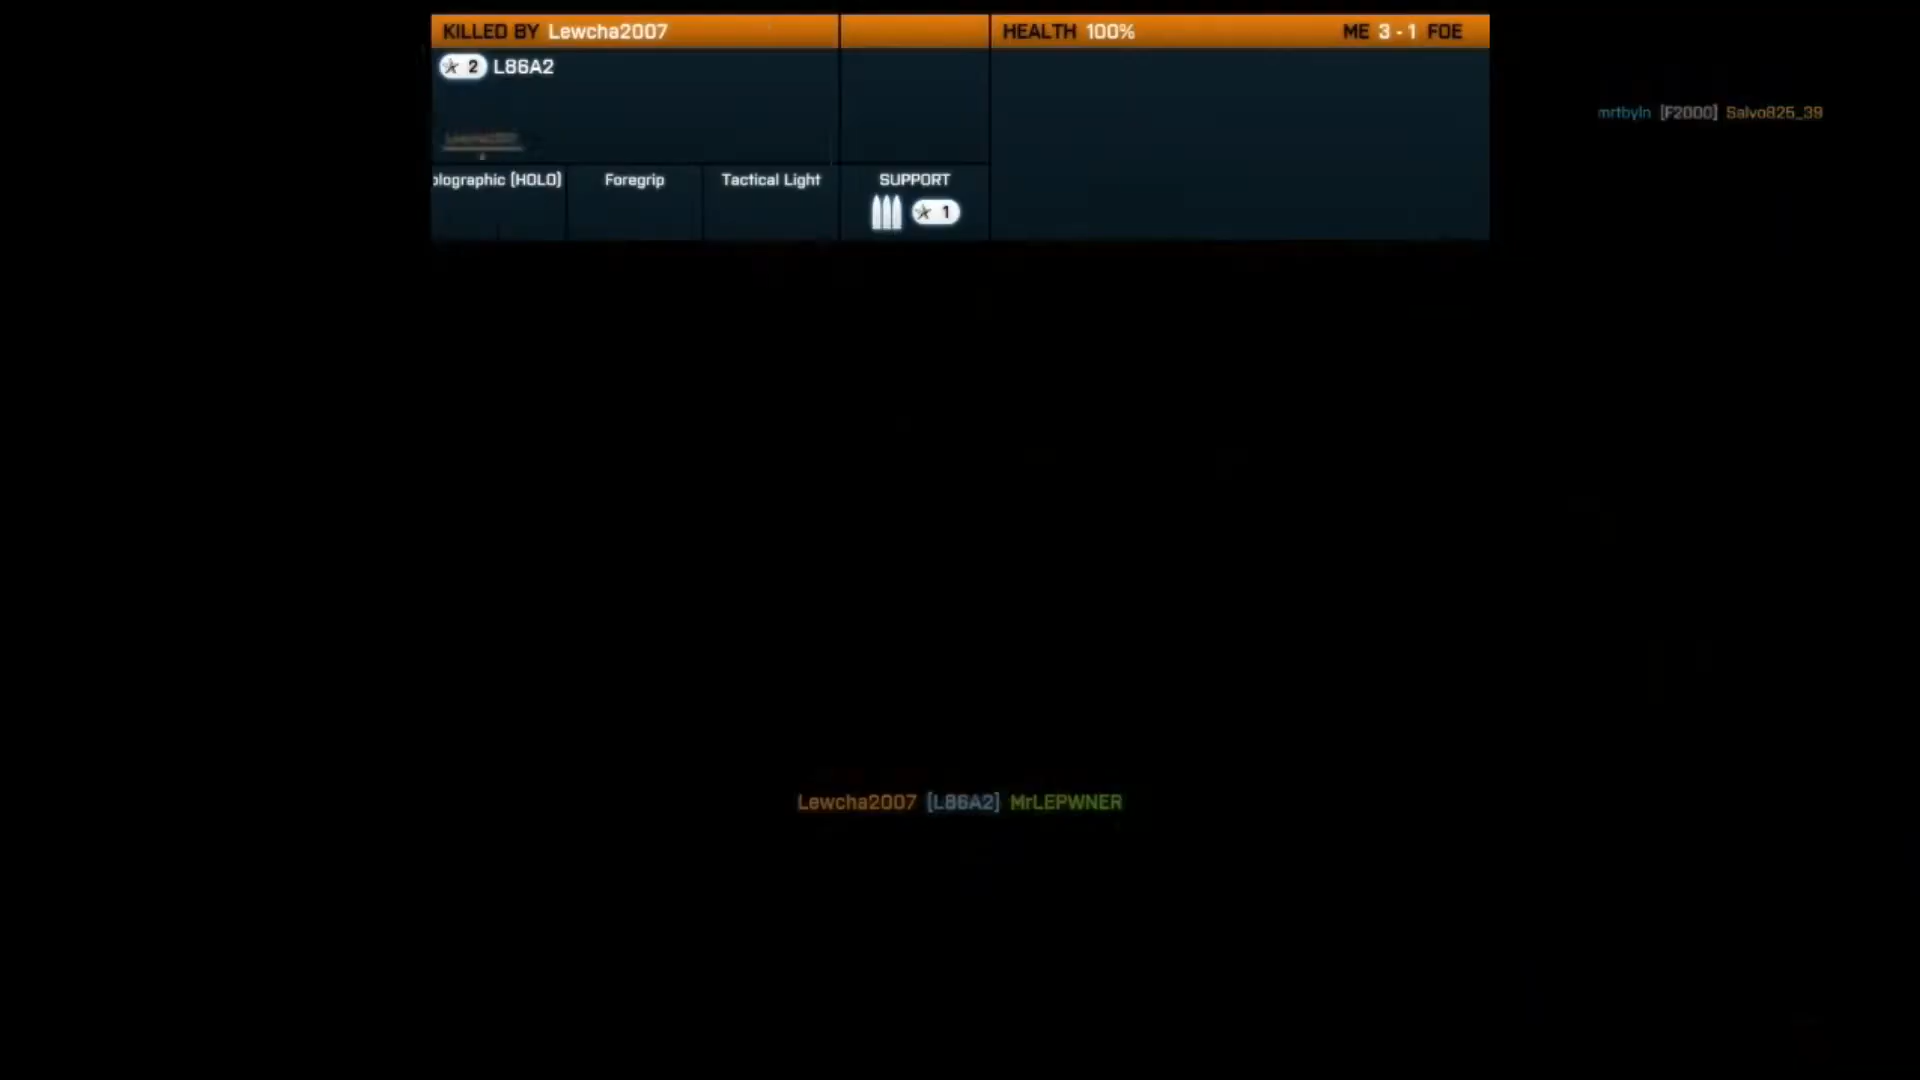 KILLED BY Lewcha2007
HEALTH 100%
ME 3 - 1 FOE
2 L86A2
mrtbyln [F2000] Salvo825_39
olographic (HOLO)
Foregrip
Tactical Light
SUPPORT
1
Lewcha2007 [L86A2] MrLEPWNER